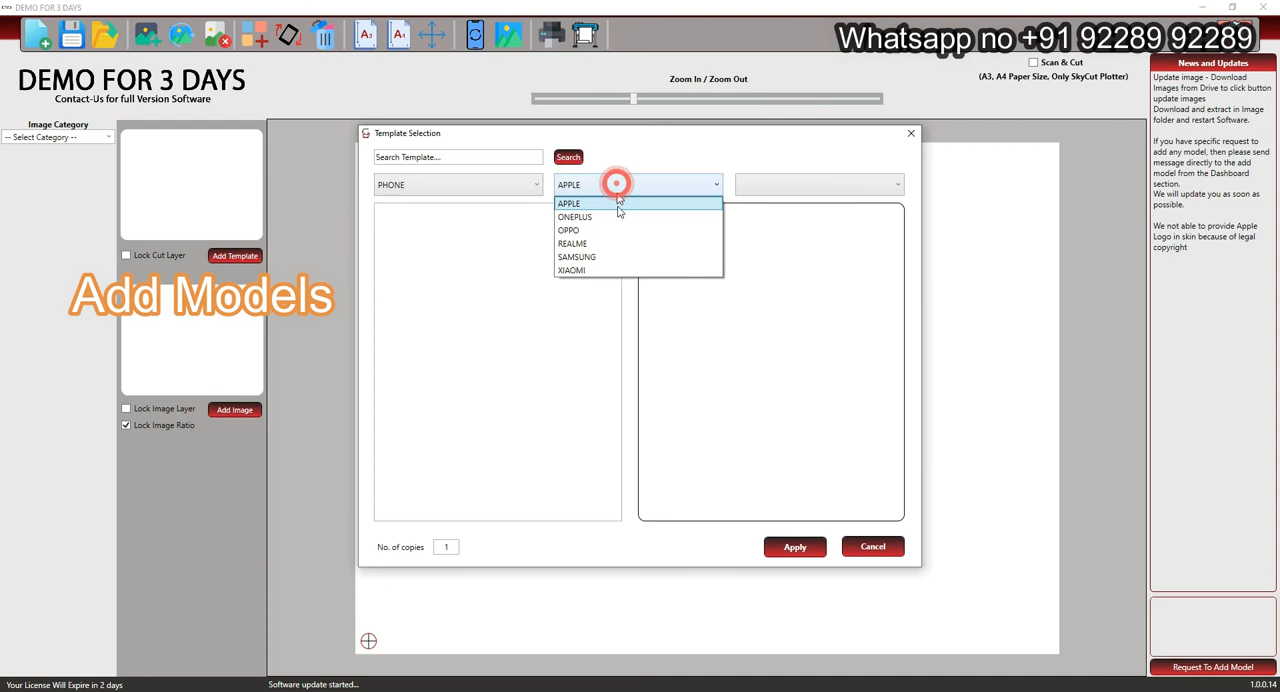 DEMO FOR 3 DAYS
A3
A4
Whatsapp no +91 92289 92289
DEMO FOR 3 DAYS
Contact-Us for full Version Software
Zoom In / Zoom Out
Scan & Cut
(A3, A4 Paper Size, Only SkyCut Plotter)
News and Updates
Update image - Download
Images from Drive to click button
update images
Download and extract in Image
folder and restart Software.
If you have specific request to
add any model, then please send
message directly to the add
model from the Dashboard
section.
We will update you as soon as
possible.
We not able to provide Apple
Logo in skin because of legal
copyright
Image Category
-- Select Category --
Lock Cut Layer
Add Template
Add Models
Lock Image Layer
Add Image
Lock Image Ratio
Template Selection
Search Template....
Search
PHONE
APPLE
APPLE
ONEPLUS
OPPO
REALME
SAMSUNG
XIAOMI
No. of copies
1
Apply
Cancel
Request To Add Model
Your License Will Expire in 2 days
Software update started...
1.0.0.14